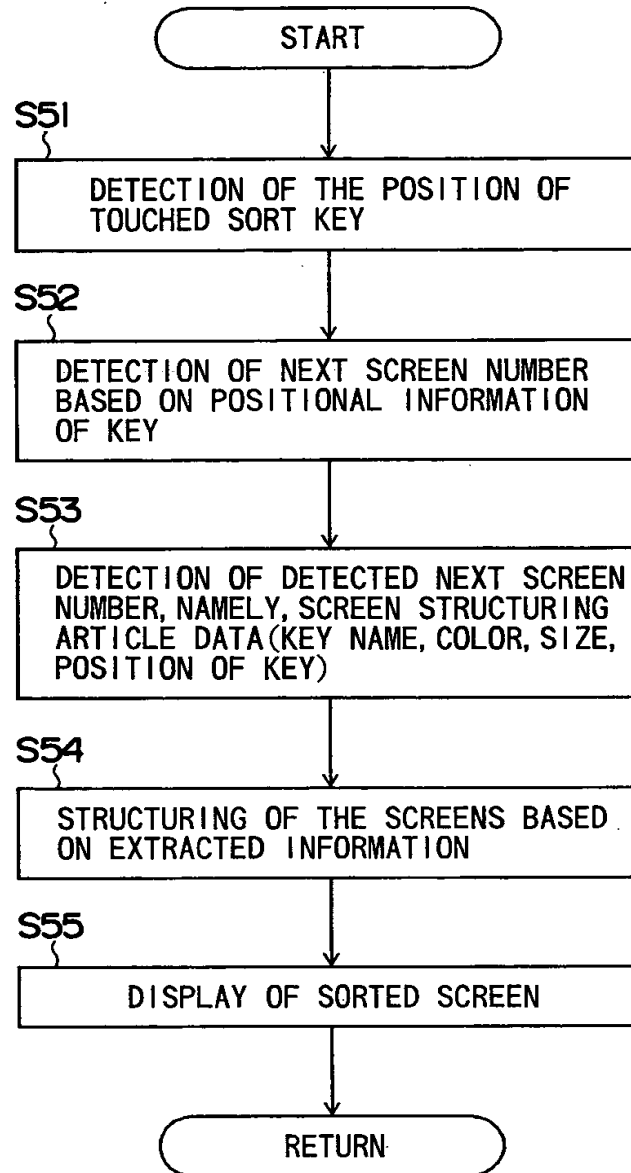 START
S51
DETECTION OF THE POSITION OF
TOUCHED SORT KEY
S52
DETECTION OF NEXT SCREEN NUMBER
BASED ON POSITIONAL INFORMATION
OF KEY
S53
DETECTION OF DETECTED NEXT SCREEN
NUMBER, NAMELY, SCREEN STRUCTURING
ARTICLE DATA(KEY NAME, COLOR, SIZE,
POSITION OF KEY)
S54
STRUCTURING OF THE SCREENS BASED
ON EXTRACTED INFORMATION
S55
DISPLAY OF SORTED SCREEN
RETURN